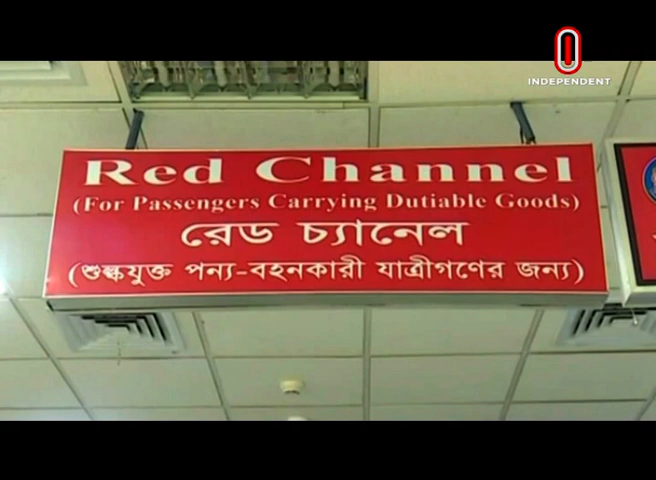 INDEPENDENT
Red Channel
(For Passengers Carrying Dutiable Goods)
রেড চ্যানেল
(শুল্কযুক্ত পন্য-বহনকারী যাত্রীগণের জন্য)